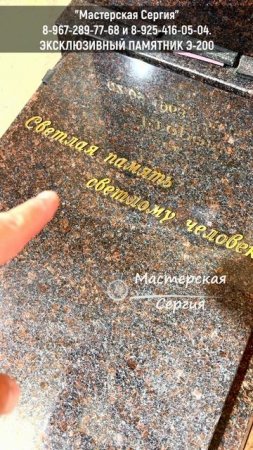 "Мастерская Сергия"
8-967-289-77-68 и 8-925-416-05-04.
ЭКСКЛЮЗИВНЫЙ ПАМЯТНИК Э-200
Светлая память
светлому человек
Мастерская
Сергия